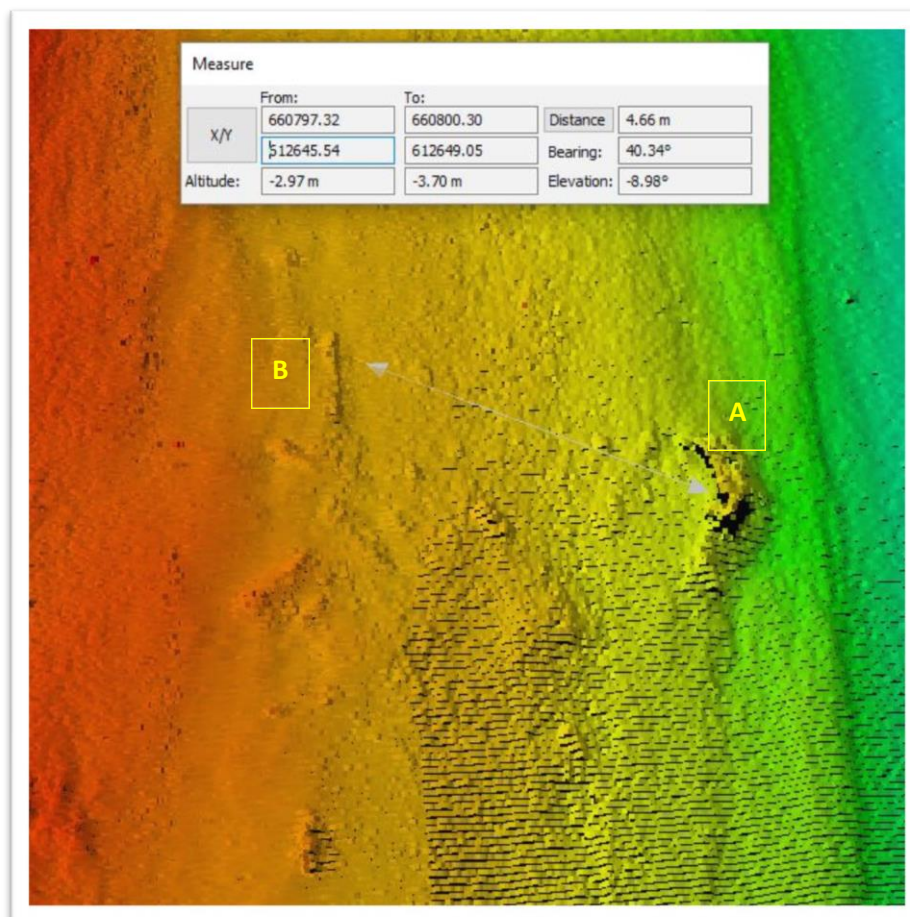 Measure
From: To:
X/Y 660797.32 660800.30 Distance 4.66 m
612645.54 612649.05 Bearing: 40.34°
Altitude: -2.97 m -3.70 m Elevation: -8.98°
B
A